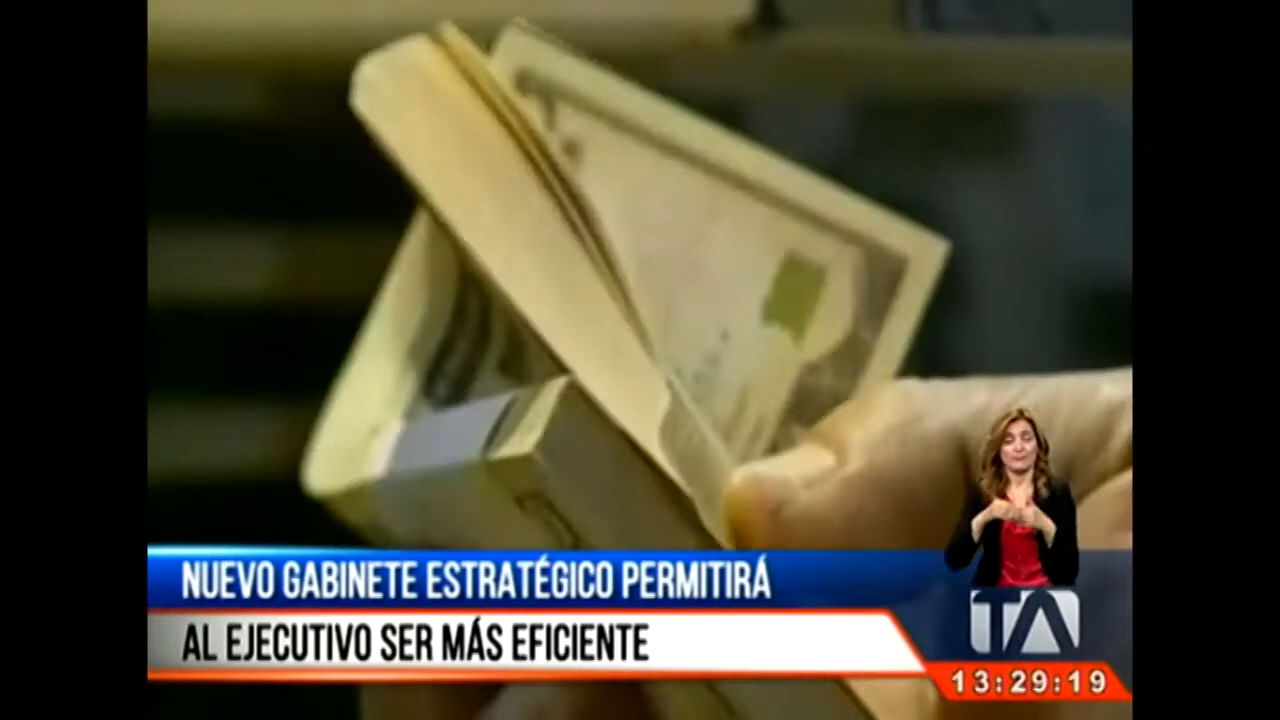 NUEVO GABINETE ESTRATÉGICO PERMITIRÁ
AL EJECUTIVO SER MÁS EFICIENTE
TA
13:29:19